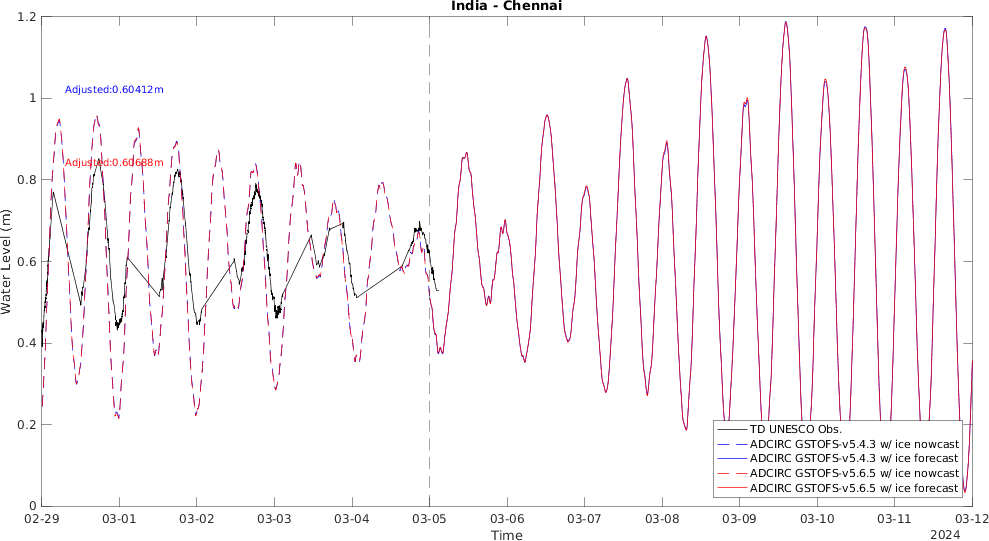 India - Chennai
1.2
1
0.8
0.6
0.4
0.2
0
Water Level (m)
Adjusted:0.60412m
Adjusted:0.60688m
TD UNESCO Obs.
ADCIRC GSTOFS-v5.4.3 w/ ice nowcast
ADCIRC GSTOFS-v5.4.3 w/ ice forecast
ADCIRC GSTOFS-v5.6.5 w/ ice nowcast
ADCIRC GSTOFS-v5.6.5 w/ ice forecast
02-29 03-01 03-02 03-03 03-04 03-05 03-06 03-07 03-08 03-09 03-10 03-11 03-12
Time
2024